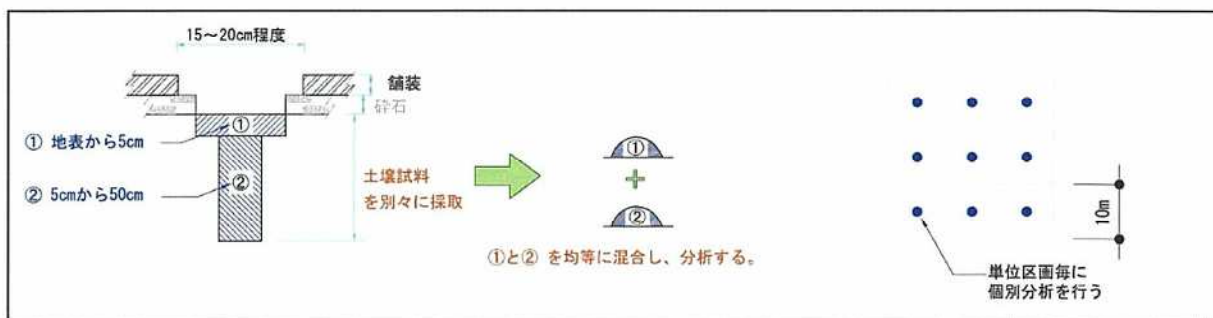 15～20cm程度
舗装
砕石
①
① 地表から5cm
②
② 5cmから50cm
土壌試料
を別々に採取
①
＋
②
①と② を均等に混合し、分析する。
10m
単位区画毎に
個別分析を行う